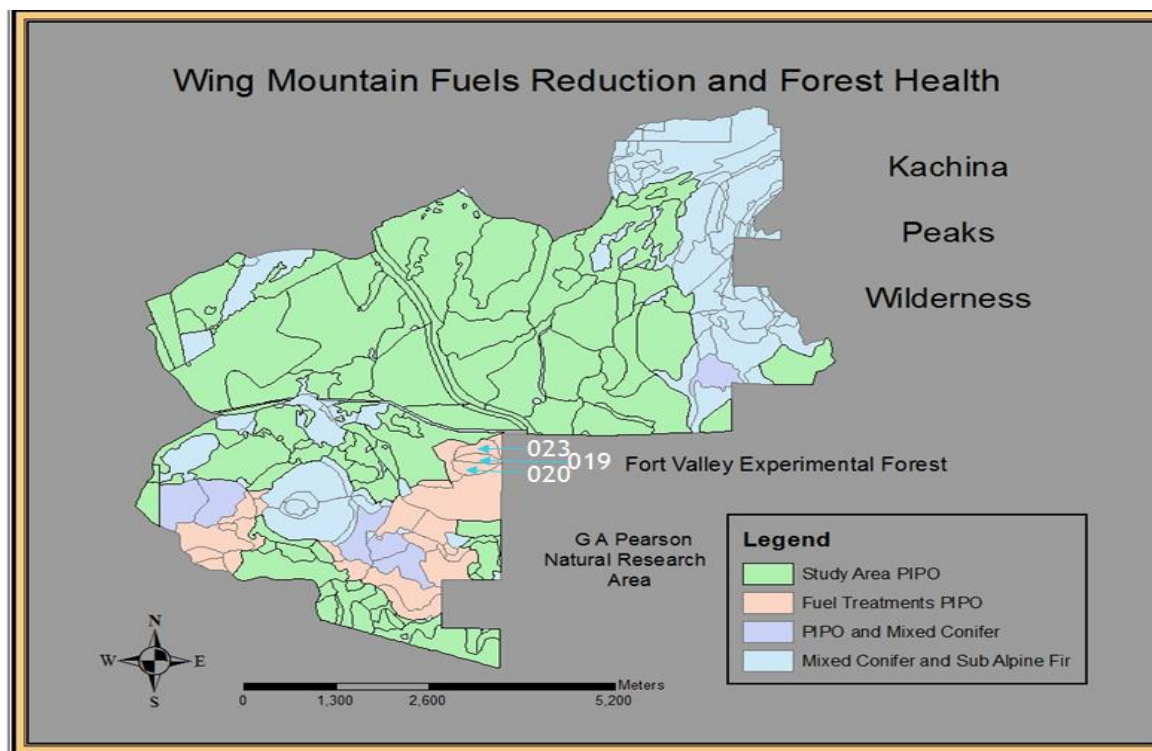 Wing Mountain Fuels Reduction and Forest Health
Kachina
Peaks
Wilderness
023
019
020
Fort Valley Experimental Forest
G A Pearson
Natural Research
Area
Legend
Study Area PIPO
Fuel Treatments PIPO
PIPO and Mixed Conifer
Mixed Conifer and Sub Alpine Fir
N
W E
S
Meters
0 1,300 2,600 5,200